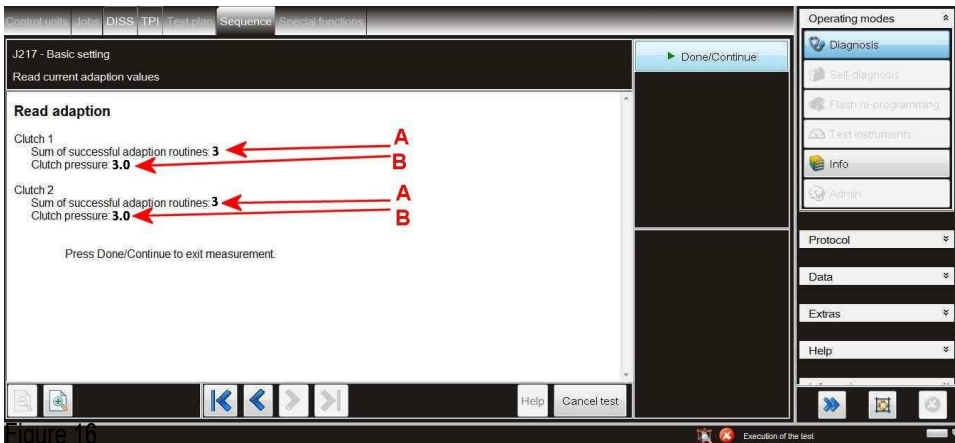 Control units Jobs DISS TPI Test plan Sequence Special functions
Operating modes
J217 - Basic setting
Read current adaption values
Done/Continue
Diagnosis
Self-diagnosis
Flash re-programming
Test instruments
Info
Admin
Read adaption
Clutch 1
Sum of successful adaption routines: 3 A
Clutch pressure: 3.0 B
Clutch 2
Sum of successful adaption routines: 3 A
Clutch pressure: 3.0 B
Press Done/Continue to exit measurement.
Protocol
Data
Extras
Help
Help Cancel test
Execution of the test
Figure 16